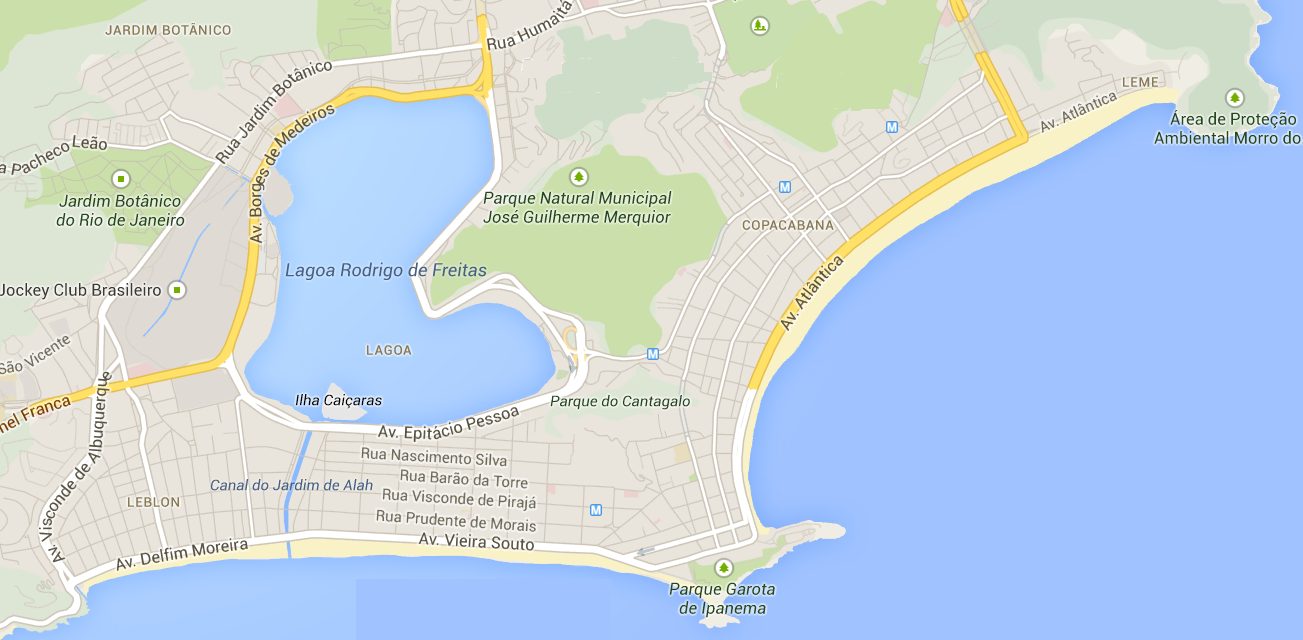 JARDIM BOTÂNICO
Rua Humaitá
Rua Jardim Botânico
LEME
Av. Atlântica
Área de Proteção
Ambiental Morro do
M
Av. Borges de Medeiros
Pacheco Leão
Jardim Botânico
do Rio de Janeiro
Parque Natural Municipal
José Guilherme Merquior
M
COPACABANA
Lagoa Rodrigo de Freitas
Jockey Club Brasileiro
Av. Atlântica
São Vicente
LAGOA
M
Ilha Caiçaras
Parque do Cantagalo
Franca
Av. Visconde de Albuquerque
Av. Epitácio Pessoa
Rua Nascimento Silva
Rua Barão da Torre
Canal do Jardim de Alah
Rua Visconde de Pirajá
LEBLON
M
Rua Prudente de Morais
Av. Vieira Souto
Av. Delfim Moreira
Parque Garota
de Ipanema